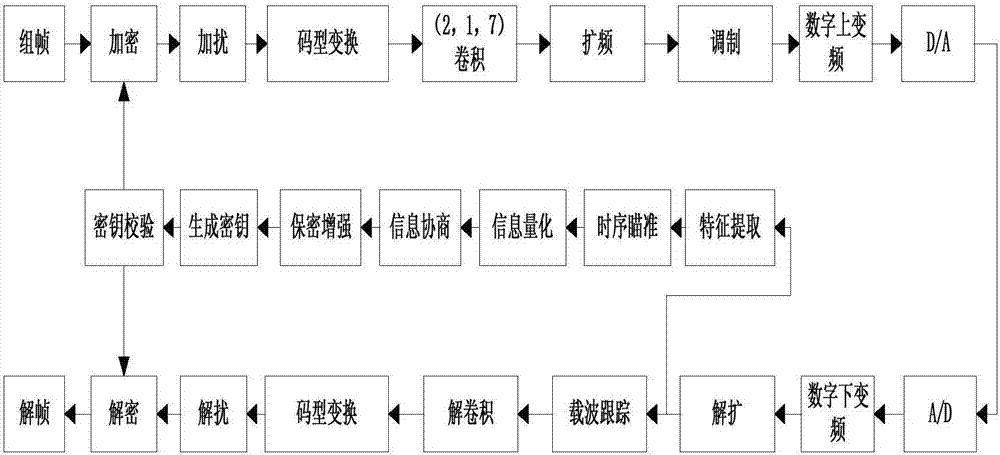 组帧
加密
加扰
码型变换
(2, 1, 7)
卷积
扩频
调制
数字上变
频
D/A
密钥校验
生成密钥
保密增强
信息协商
信息量化
时序瞄准
特征提取
解帧
解密
解扰
码型变换
解卷积
载波跟踪
解扩
数字下变
频
A/D